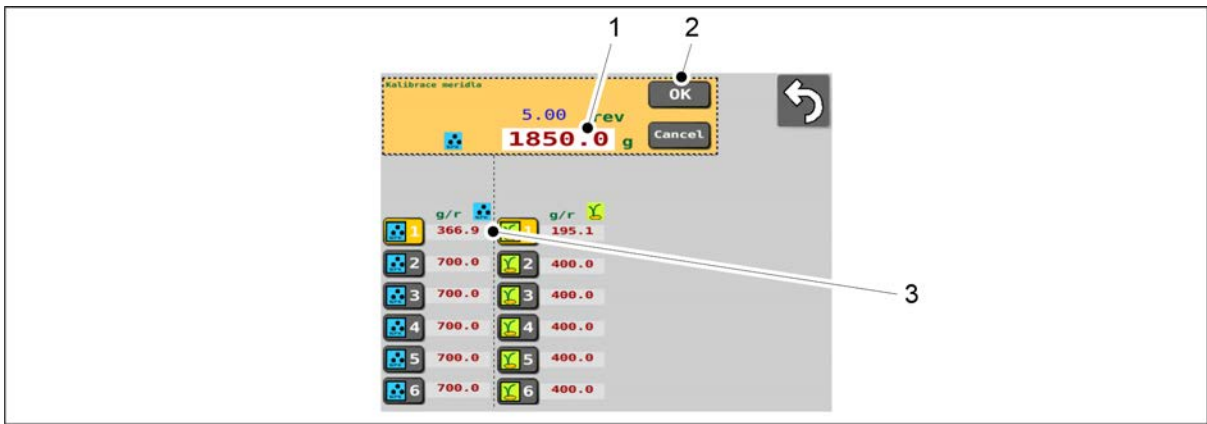 1 2
Kalibrace meridla
OK
5.00 rev
1850.0 g
Cancel
g/r g/r
1 366.9 1 195.1
2 700.0 2 400.0
3 700.0 3 400.0
3
4 700.0 4 400.0
5 700.0 5 400.0
6 700.0 6 400.0